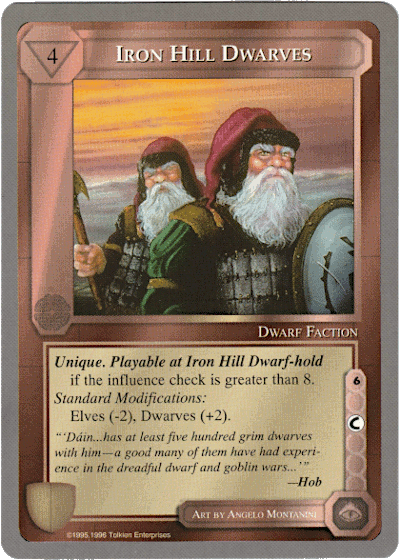 4
IRON HILL DWARVES
DWARF FACTION
Unique. Playable at Iron Hill Dwarf-hold
if the influence check is greater than 8.
Standard Modifications:
Elves (-2), Dwarves (+2).
“‘Dáin...has at least five hundred grim dwarves
with him—a good many of them have had experi-
ence in the dreadful dwarf and goblin wars...’”
—Hob
6
C
ART BY ANGELO MONTANINI
©1995,1996 Tolkien Enterprises